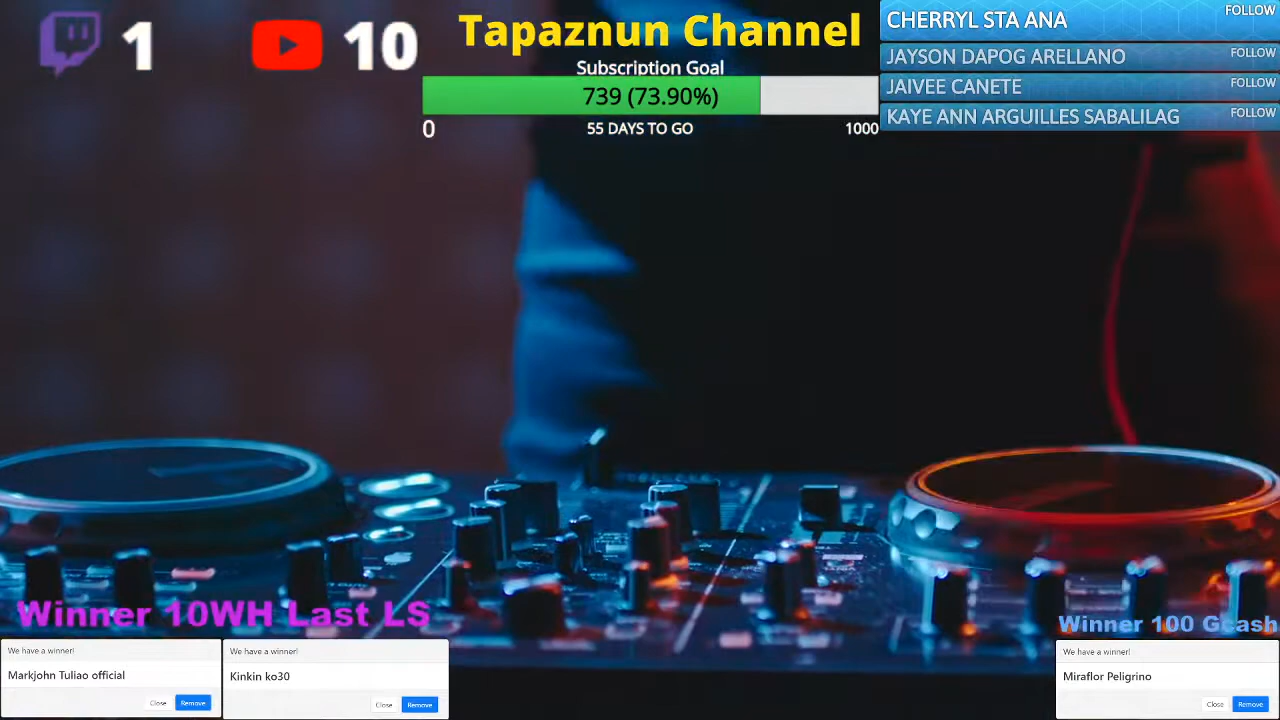 1
10
Tapaznun Channel
Subscription Goal
739 (73.90%)
0
55 DAYS TO GO
1000
CHERRYL STA ANA
FOLLOW
JAYSON DAPOG ARELLANO
FOLLOW
JAIVEE CANETE
FOLLOW
KAYE ANN ARGUILLES SABALILAG
FOLLOW
Winner 10WH Last LS
We have a winner!
Markjohn Tuliao official
Close Remove
We have a winner!
Kinkin ko30
Close Remove
Winner 100 Gcash
We have a winner!
Miraflor Peligrino
Close Remove